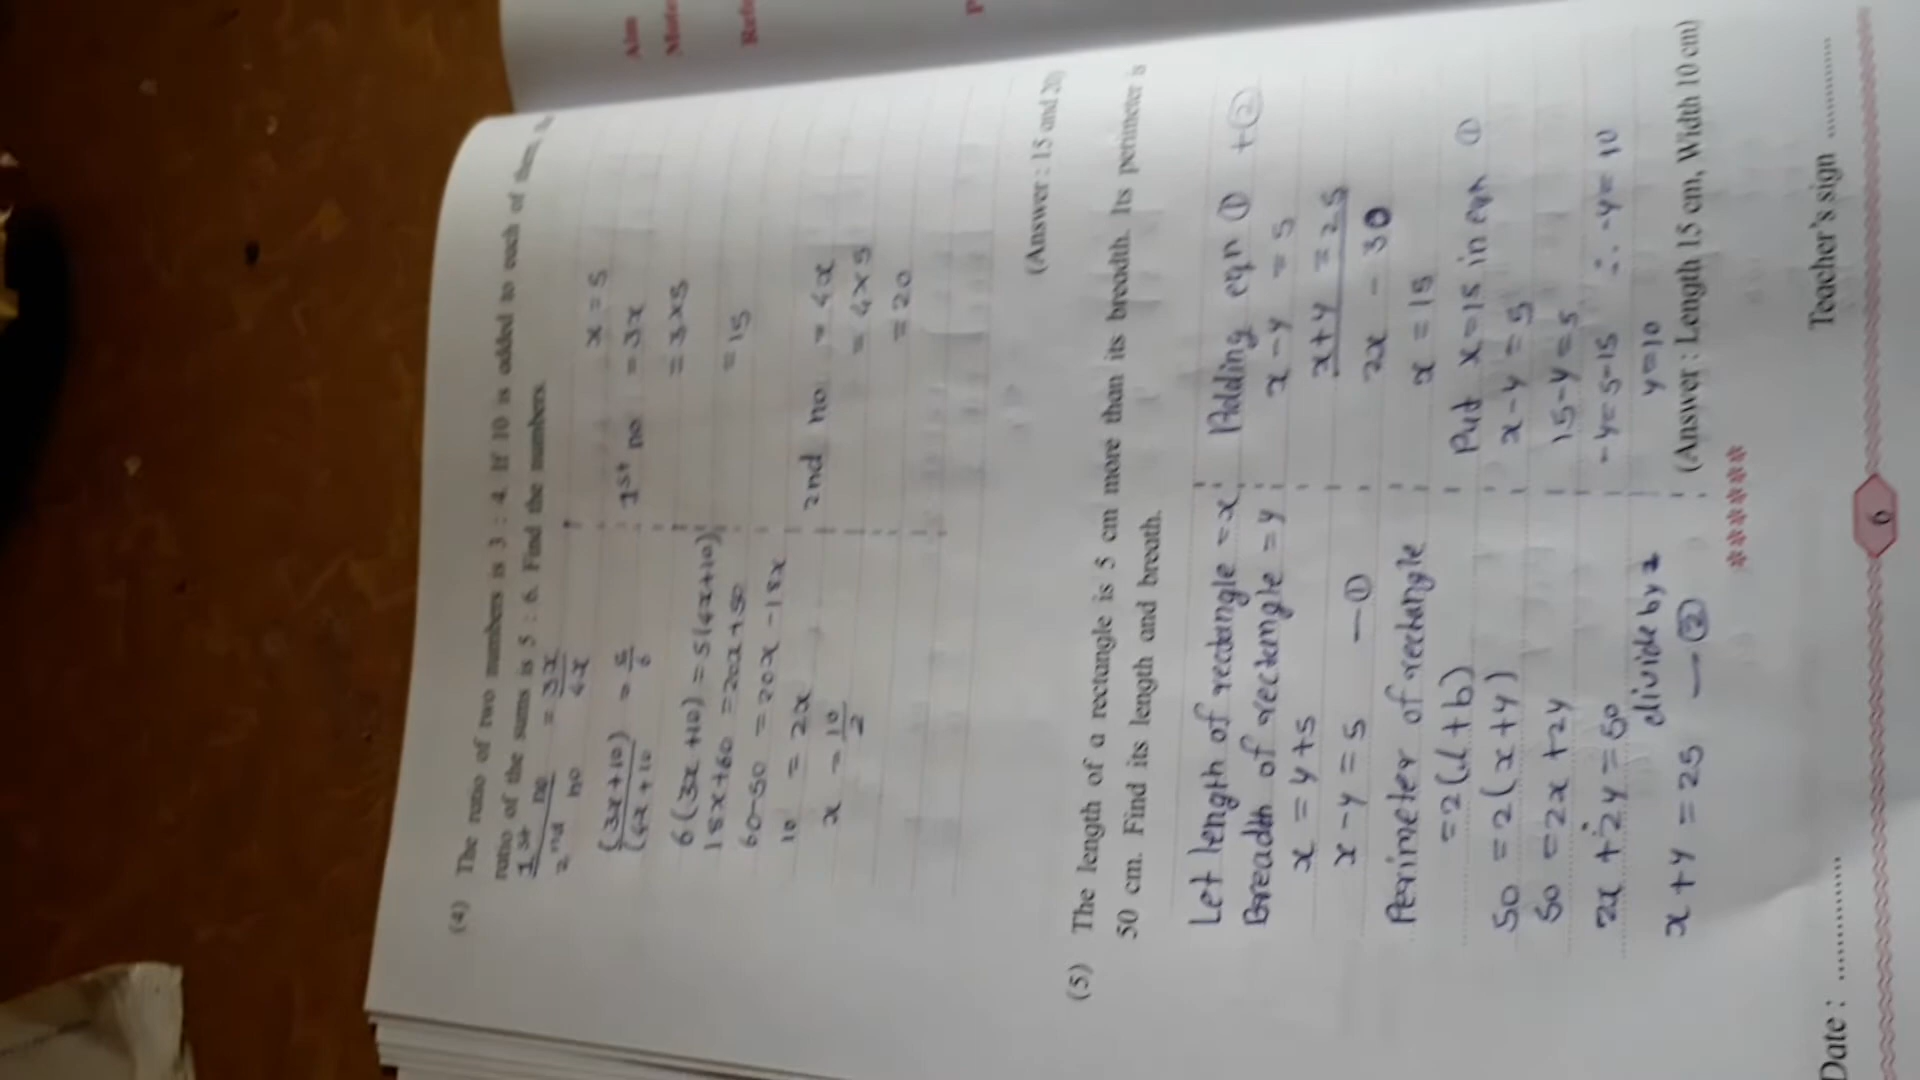 Aim
(4) The ratio of two numbers is 3 : 4. If 10 is added to each of them
ratio of the sums is 5 : 6. Find the numbers.
1st no / 2nd no = 3x / 4x
(3x+10) / (4x+10 = 5 / 6
6(3x+10) = 5(4x+10)
18x+60 = 20x+50
60-50 = 20x-18x
10 = 2x
x = 10 / 2
x = 5
1st no = 3x
= 3×5
= 15
2nd no = 4x
= 4×5
= 20
(Answer : 15 and 20)
(5) The length of a rectangle is 5 cm more than its breadth. Its perimeter is
50 cm. Find its length and breath.
Let length of rectangle = x
Breadth of rectangle = y
x = y+5
x-y = 5 —①
Perimeter of rectangle
= 2(l+b)
50 = 2(x+y)
50 = 2x+2y
2x+2y = 50
divide by 2
x+y = 25 —②
Adding eqn ① +②
x-y = 5
x+y = 25
2x - 30
x = 15
Put x=15 in eqn ①
x-y = 5
15-y = 5
-y = 5-15 ∴ -y = 10
y=10
(Answer : Length 15 cm, Width 10 cm)
******
Date : ............
Teacher's sign ............
6